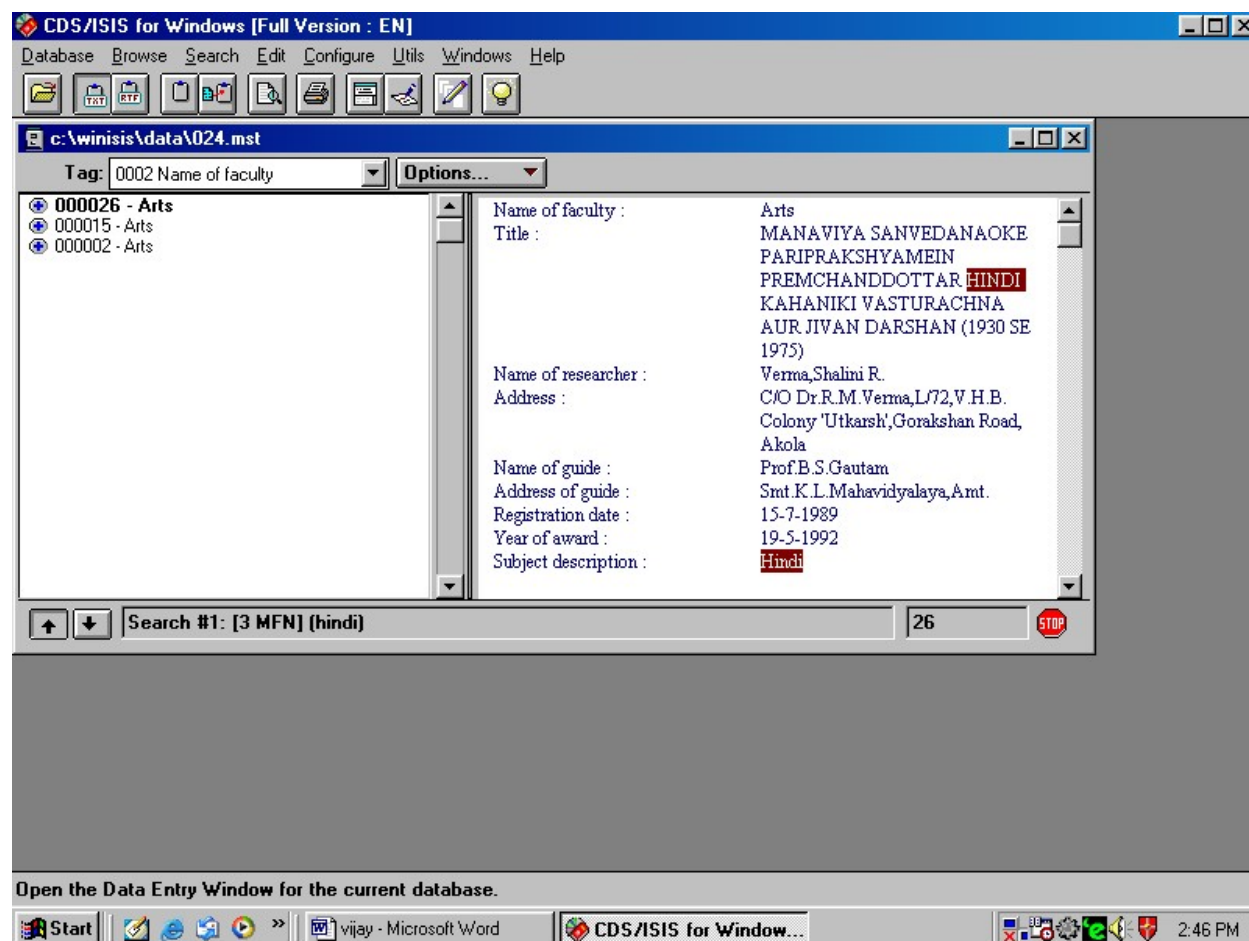 CDS/ISIS for Windows [Full Version : EN]
Database Browse Search Edit Configure Utils Windows Help
TXT RTF
c:\winisis\data\024.mst
Tag: 0002 Name of faculty Options...
000026 - Arts
000015 - Arts
000002 - Arts
Name of faculty : Arts
Title : MANAVIYA SANVEDANAOKE
PARIPRAKSHYAMEIN
PREMCHANDDOTTAR HINDI
KAHANIKI VASTURACHNA
AUR JIVAN DARSHAN (1930 SE
1975)
Name of researcher : Verma,Shalini R.
Address : C/O Dr.R.M.Verma,L/72,V.H.B.
Colony 'Utkarsh',Gorakshan Road,
Akola
Name of guide : Prof.B.S.Gautam
Address of guide : Smt.K.L.Mahavidyalaya,Amt.
Registration date : 15-7-1989
Year of award : 19-5-1992
Subject description : Hindi
Search #1: [3 MFN] (hindi) 26 STOP
Open the Data Entry Window for the current database.
Start » vijay - Microsoft Word CDS/ISIS for Window... 2:46 PM